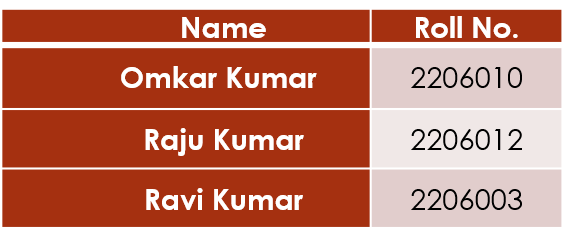 Name Roll No.
Omkar Kumar 2206010
Raju Kumar 2206012
Ravi Kumar 2206003